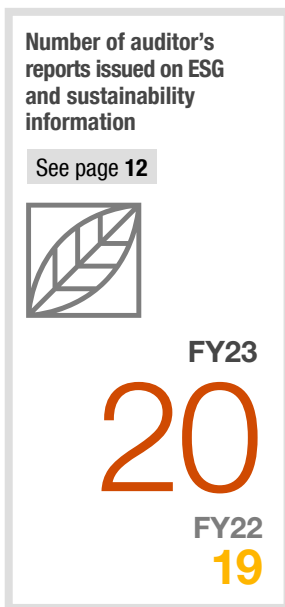 Number of auditor’s
reports issued on ESG
and sustainability
information
See page 12
FY23
20
FY22
19